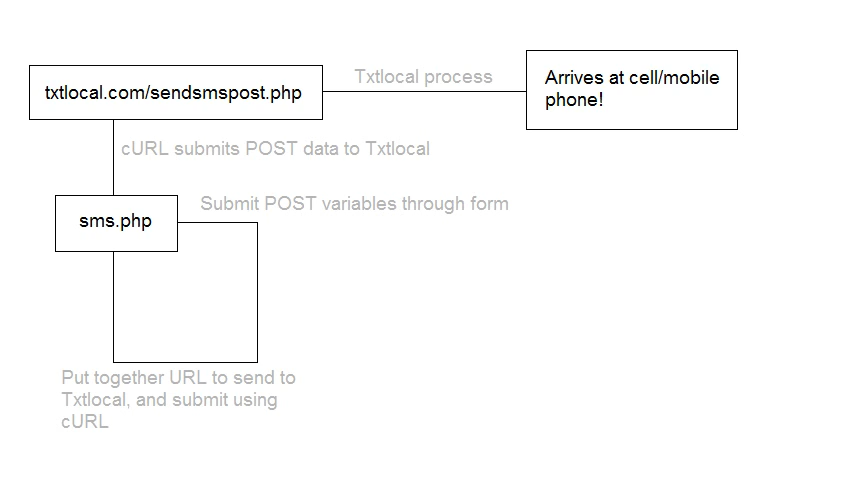 Txtlocal process
Arrives at cell/mobile
phone!
txtlocal.com/sendsmspost.php
cURL submits POST data to Txtlocal
Submit POST variables through form
sms.php
Put together URL to send to
Txtlocal, and submit using
cURL